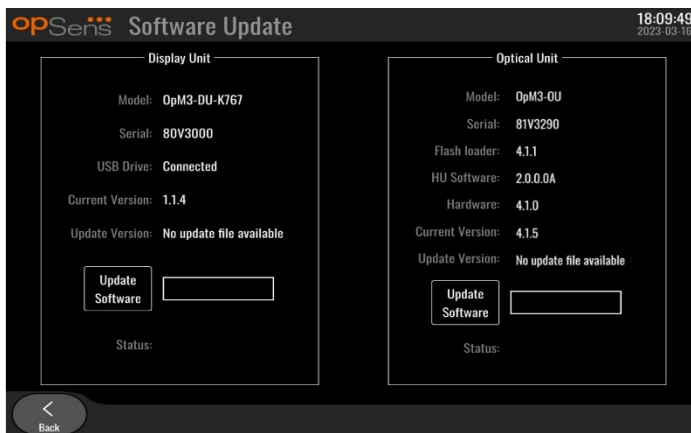 opSens Software Update
18:09:49
2023-03-16
Display Unit
Model: OpM3-DU-K767
Serial: 80V3000
USB Drive: Connected
Current Version: 1.1.4
Update Version: No update file available
Update
Software
Status:
Optical Unit
Model: OpM3-OU
Serial: 81V3290
Flash loader: 4.1.1
HU Software: 2.0.0.0A
Hardware: 4.1.0
Current Version: 4.1.5
Update Version: No update file available
Update
Software
Status:
Back